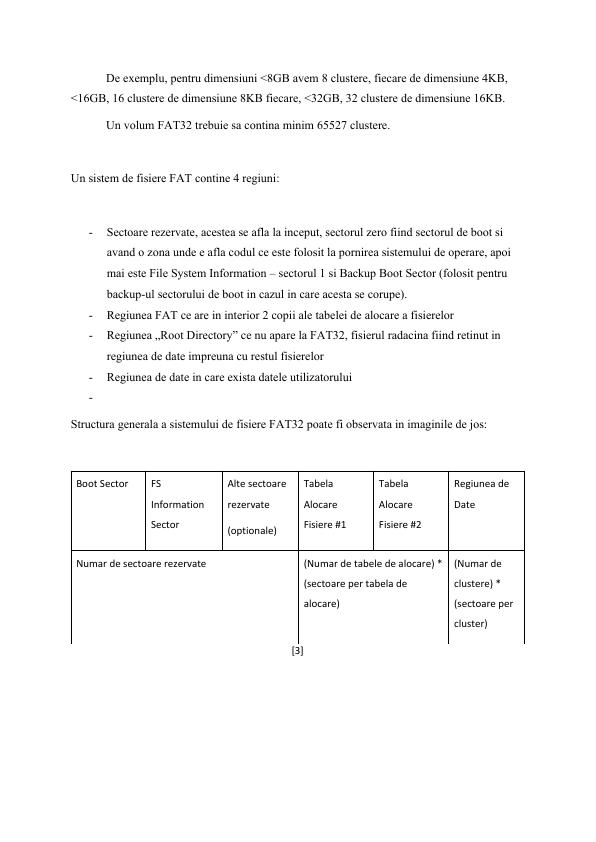 De exemplu, pentru dimensiuni <8GB avem 8 clustere, fiecare de dimensiune 4KB,
<16GB, 16 clustere de dimensiune 8KB fiecare, <32GB, 32 clustere de dimensiune 16KB.
Un volum FAT32 trebuie sa contina minim 65527 clustere.
Un sistem de fisiere FAT contine 4 regiuni:
- Sectoare rezervate, acestea se afla la inceput, sectorul zero fiind sectorul de boot si
avand o zona unde e afla codul ce este folosit la pornirea sistemului de operare, apoi
mai este File System Information – sectorul 1 si Backup Boot Sector (folosit pentru
backup-ul sectorului de boot in cazul in care acesta se corupe).
- Regiunea FAT ce are in interior 2 copii ale tabelei de alocare a fisierelor
- Regiunea „Root Directory” ce nu apare la FAT32, fisierul radacina fiind retinut in
regiunea de date impreuna cu restul fisierelor
- Regiunea de date in care exista datele utilizatorului
-
Structura generala a sistemului de fisiere FAT32 poate fi observata in imaginile de jos:
Boot Sector
FS
Information
Sector
Alte sectoare
rezervate
(optionale)
Tabela
Alocare
Fisiere #1
Tabela
Alocare
Fisiere #2
Regiunea de
Date
Numar de sectoare rezervate
(Numar de tabele de alocare) *
(sectoare per tabela de
alocare)
(Numar de
clustere) *
(sectoare per
cluster)
[3]